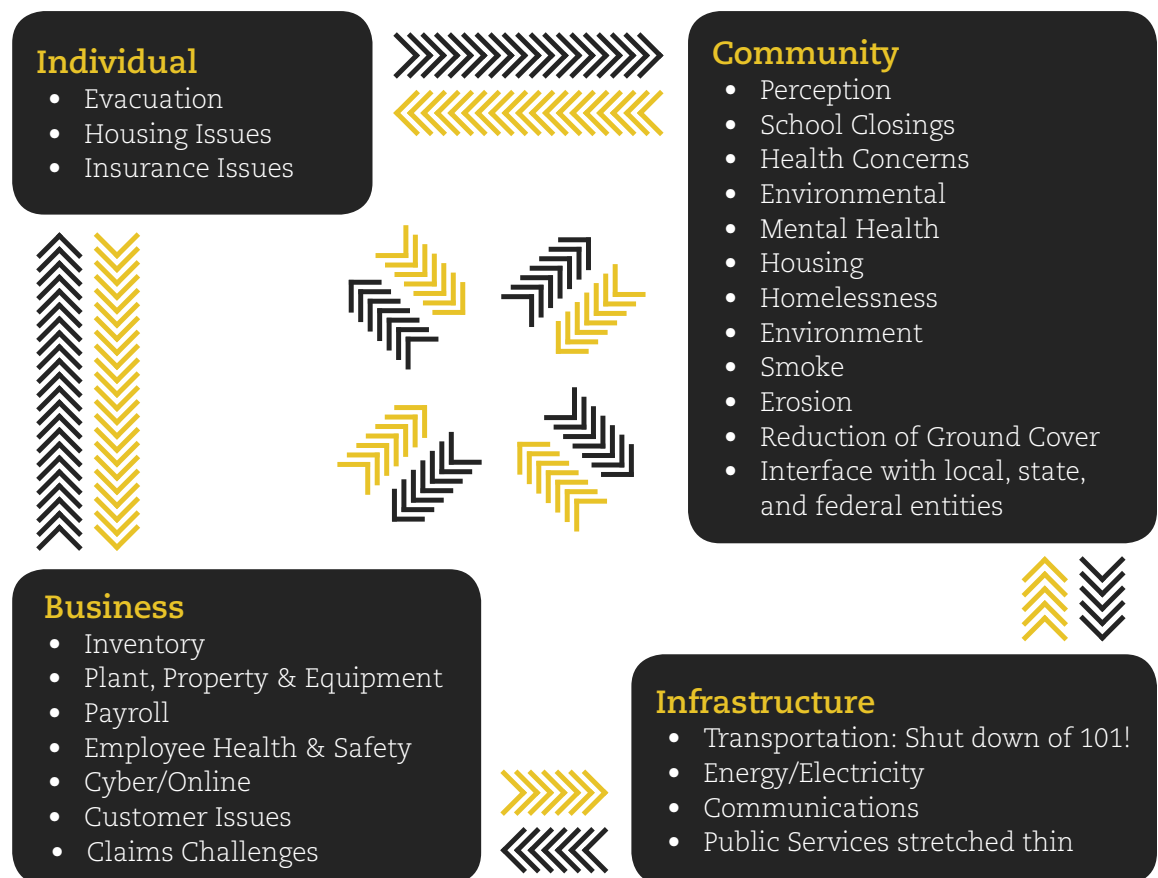 Individual
• Evacuation
• Housing Issues
• Insurance Issues
Community
• Perception
• School Closings
• Health Concerns
• Environmental
• Mental Health
• Housing
• Homelessness
• Environment
• Smoke
• Erosion
• Reduction of Ground Cover
• Interface with local, state,
and federal entities
Business
• Inventory
• Plant, Property & Equipment
• Payroll
• Employee Health & Safety
• Cyber/Online
• Customer Issues
• Claims Challenges
Infrastructure
• Transportation: Shut down of 101!
• Energy/Electricity
• Communications
• Public Services stretched thin